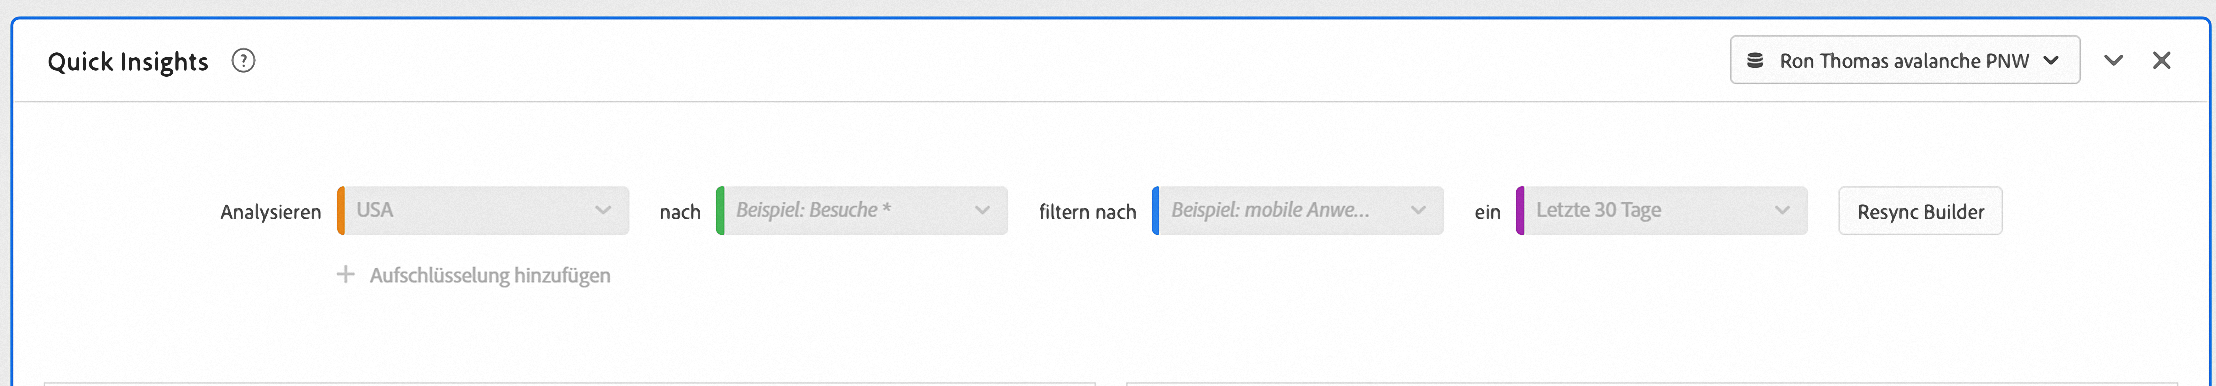 Quick Insights ? Ron Thomas avalanche PNW
Analysieren USA nach Beispiel: Besuche * filtern nach Beispiel: mobile Anwe... ein Letzte 30 Tage Resync Builder
+ Aufschlüsselung hinzufügen